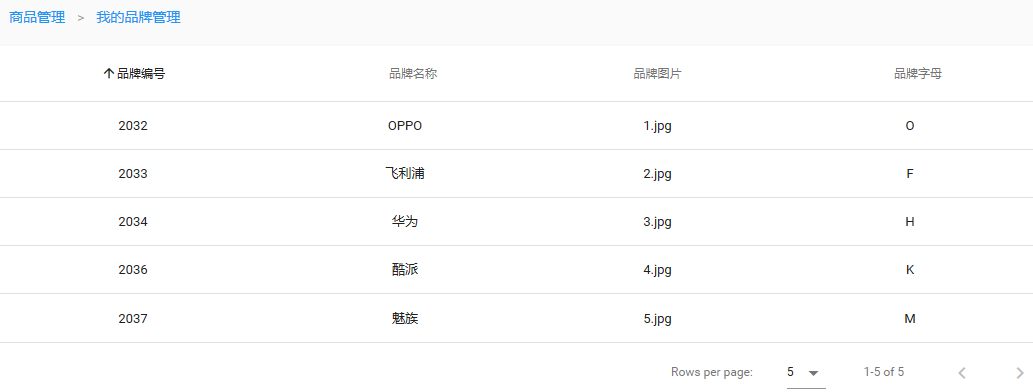 商品管理 > 我的品牌管理
↑品牌编号 品牌名称 品牌图片 品牌字母
2032 OPPO 1.jpg O
2033 飞利浦 2.jpg F
2034 华为 3.jpg H
2036 酷派 4.jpg K
2037 魅族 5.jpg M
Rows per page: 5 1-5 of 5